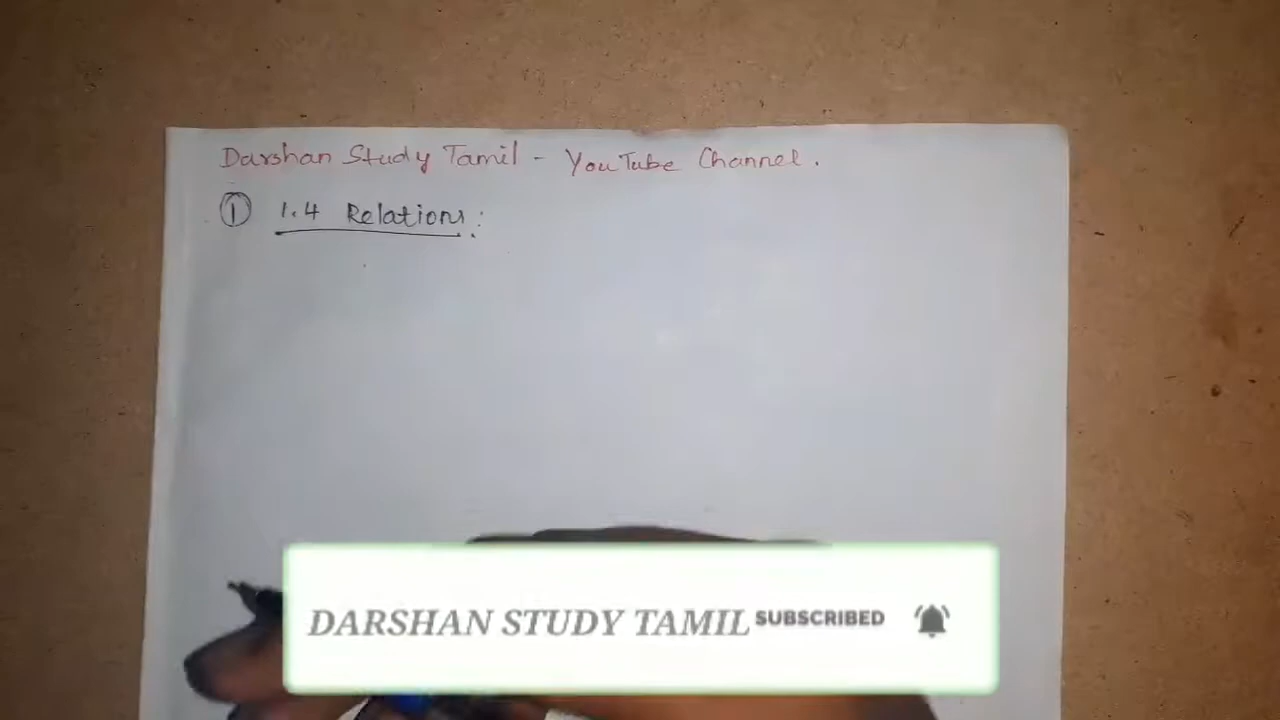 Darshan Study Tamil - YouTube Channel.
① 1.4 Relations:
DARSHAN STUDY TAMIL SUBSCRIBED